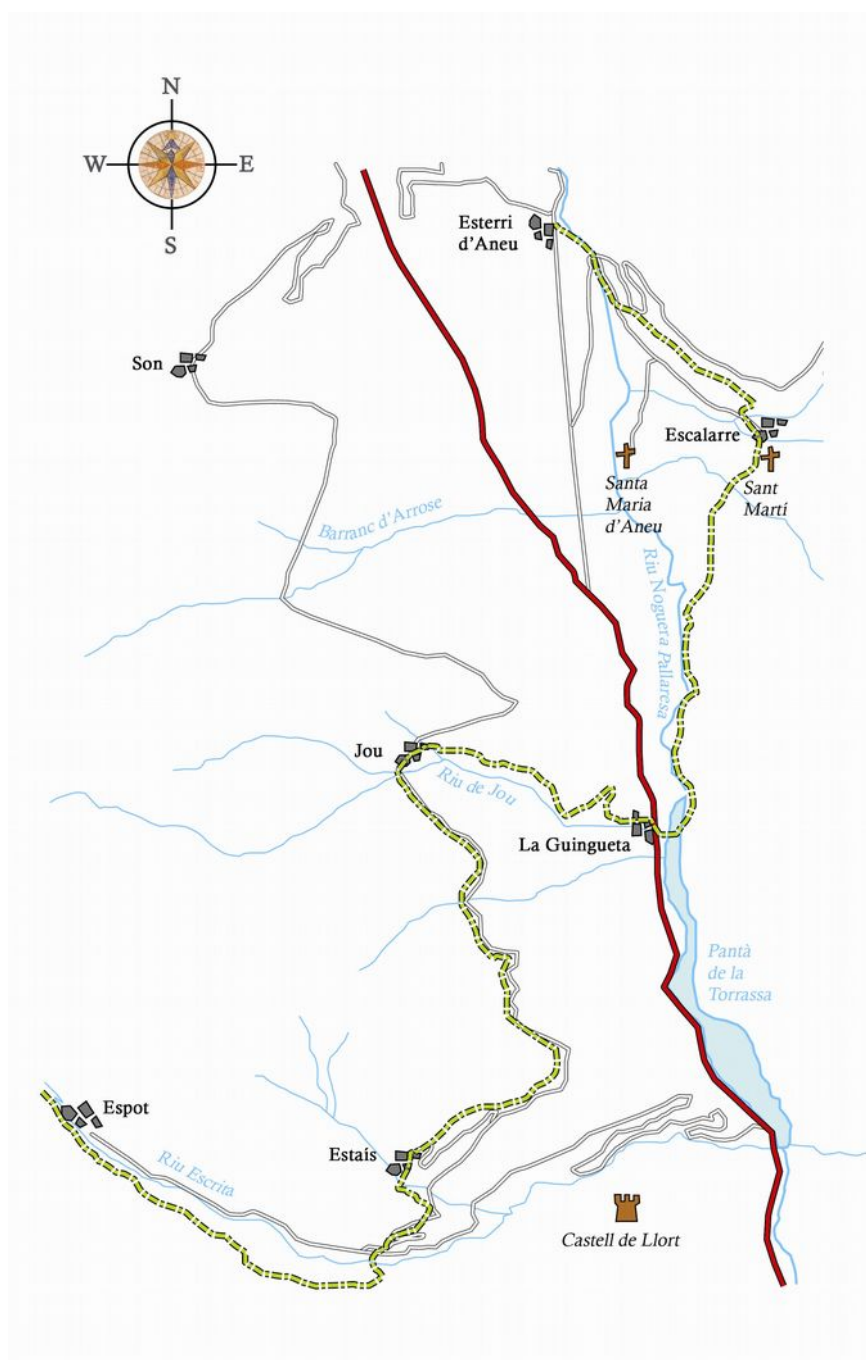 N
W
E
S
Esterri
d'Aneu
Son
Escalarre
Santa
Maria
d'Aneu
Sant
Martí
Barranc d'Arrose
Riu Noguera Pallaresa
Jou
Riu de Jou
La Guingueta
Pantà
de la
Torrassa
Espot
Estaís
Riu Escrita
Castell de Llort